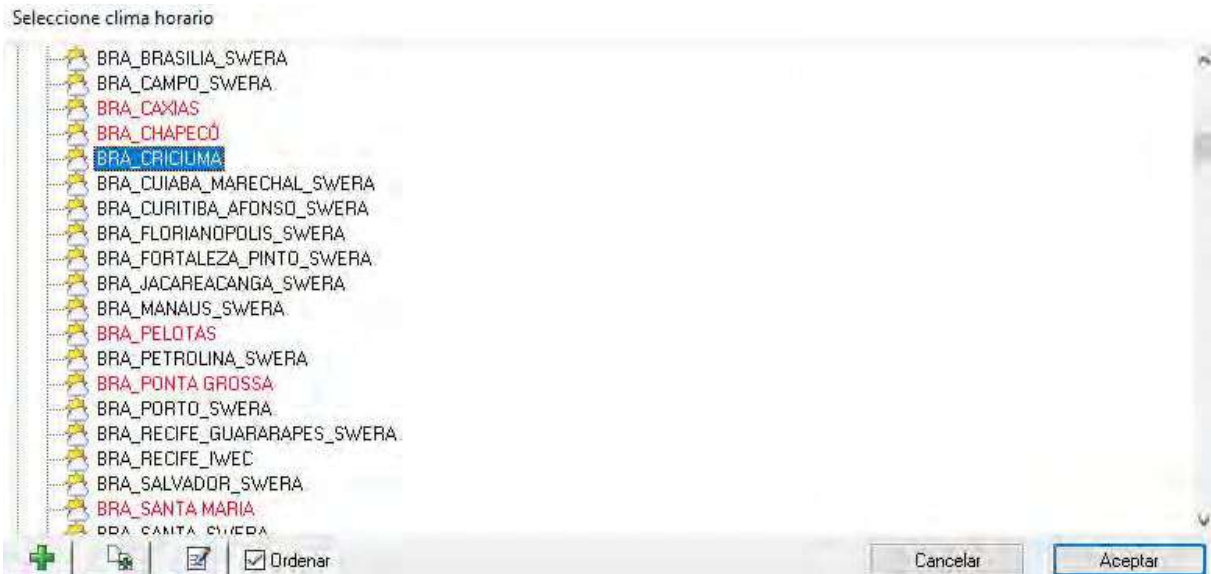 Seleccione clima horario
BRA_BRASILIA_SWERA
BRA_CAMPO_SWERA
BRA_CAXIAS
BRA_CHAPECÓ
BRA_CRICIUMA
BRA_CUIABA_MARECHAL_SWERA
BRA_CURITIBA_AFONSO_SWERA
BRA_FLORIANOPOLIS_SWERA
BRA_FORTALEZA_PINTO_SWERA
BRA_JACAREACANGA_SWERA
BRA_MANAUS_SWERA
BRA_PELOTAS
BRA_PETROLINA_SWERA
BRA_PONTA GROSSA
BRA_PORTO_SWERA
BRA_RECIFE_GUARARAPES_SWERA
BRA_RECIFE_IWEC
BRA_SALVADOR_SWERA
BRA_SANTA MARIA
BRA_SANTA_SWERA
Ordenar Cancelar Aceptar